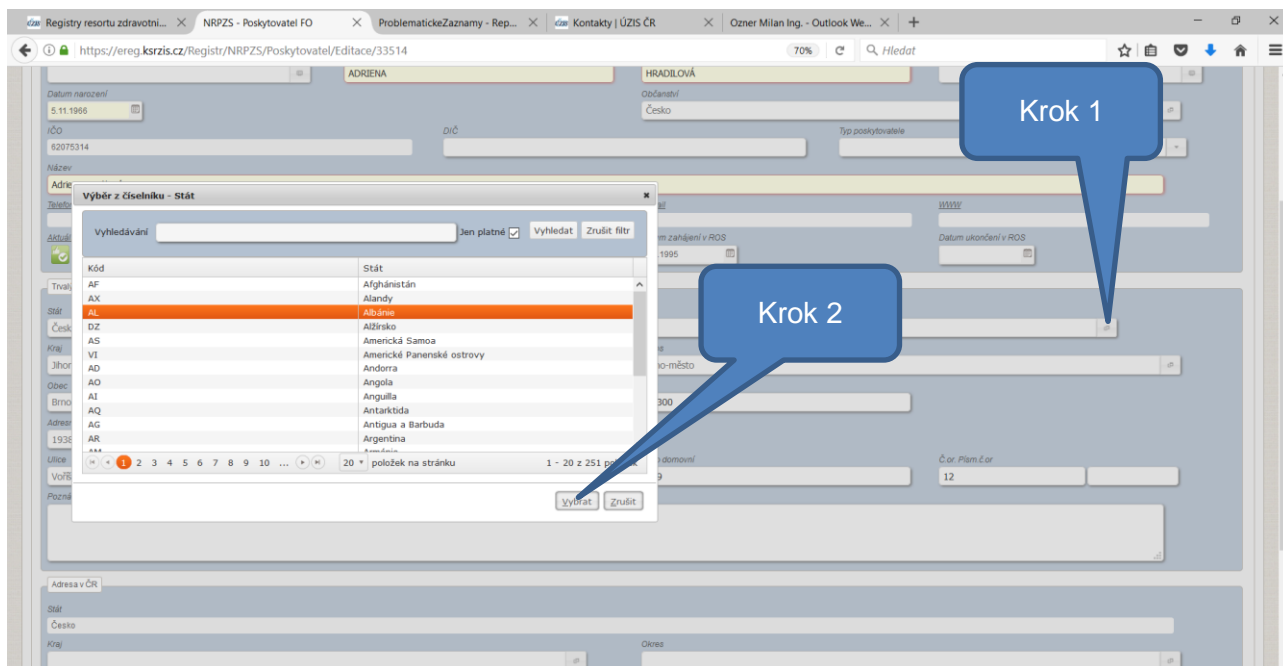 Registry resortu zdravotni...
NRPZS - Poskytovatel FO
ProblematickeZaznamy - Rep...
Kontakty | ÚZIS ČR
Ozner Milan Ing. - Outlook We...
https://ereg.ksrzis.cz/Registr/NRPZS/Poskytovatel/Editace/33514
70%
Hledat
ADRIENA
HRADILOVÁ
Datum narození
Občanství
5.11.1966
Česko
Krok 1
IČO
DIČ
Typ poskytovatele
62075314
Název
Výběr z číselníku - Stát
WWW
Vyhledávání
Jen platné
Vyhledat
Zrušit filtr
zahájení v ROS
Datum ukončení v ROS
.1995
Kód
Stát
AF
Afghánistán
AX
Alandy
AL
Albánie
DZ
Alžírsko
AS
Americká Samoa
VI
Americké Panenské ostrovy
AD
Andorra
AO
Angola
AI
Anguilla
AQ
Antarktida
AG
Antigua a Barbuda
AR
Argentina
Krok 2
Stát
Kraj
o-město
Obec
Brno
300
1938
1 2 3 4 5 6 7 8 9 10 ...
20
položek na stránku
1 - 20 z 251
Ulice
domovní
Č.or. Písm č.or
9
12
Vybrat
Zrušit
Adresa v ČR
Stát
Česko
Kraj
Okres